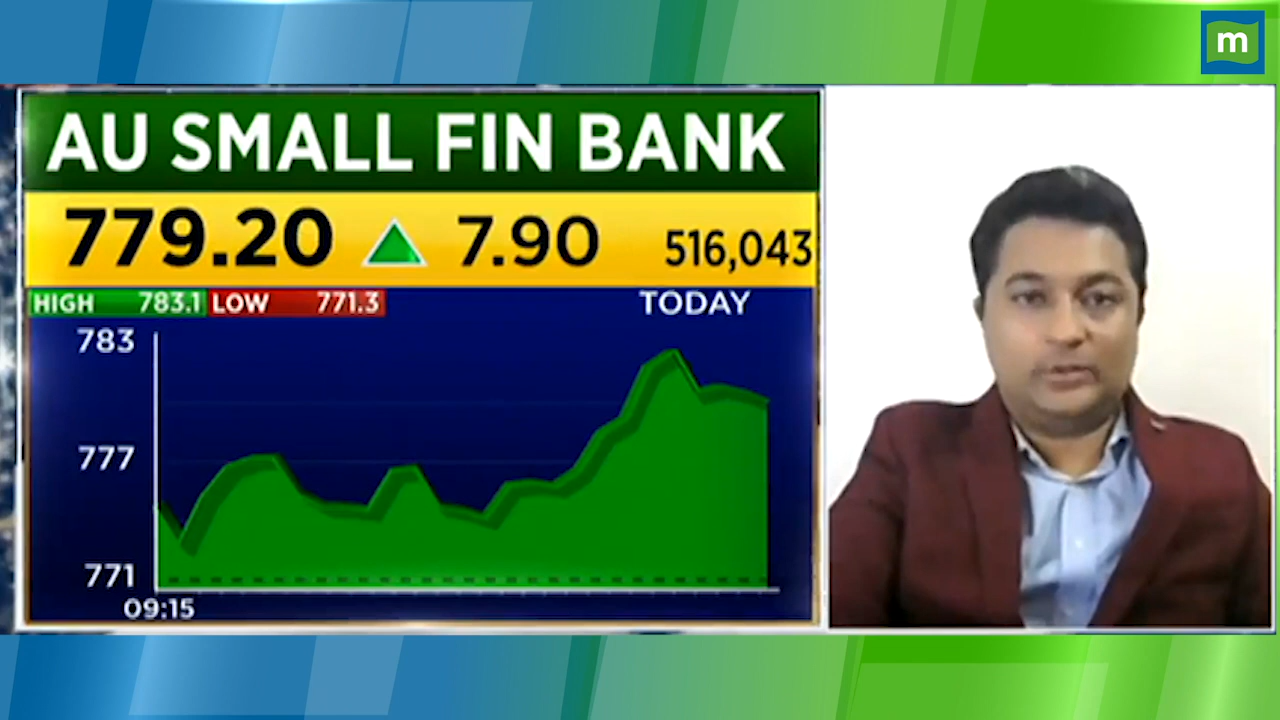 m
AU SMALL FIN BANK
779.20 ▲ 7.90 516,043
HIGH 783.1 LOW 771.3 TODAY
783
777
771
09:15